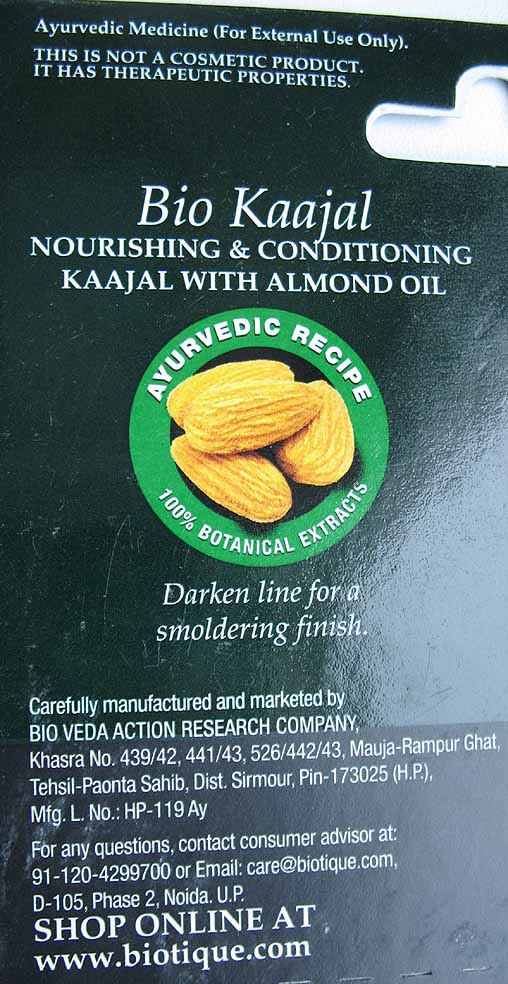 Ayurvedic Medicine (For External Use Only).
THIS IS NOT A COSMETIC PRODUCT.
IT HAS THERAPEUTIC PROPERTIES.
Bio Kaajal
NOURISHING & CONDITIONING
KAAJAL WITH ALMOND OIL
AYURVEDIC RECIPE
100% BOTANICAL EXTRACTS
Darken line for a
smoldering finish.
Carefully manufactured and marketed by
BIO VEDA ACTION RESEARCH COMPANY,
Khasra No. 439/42, 441/43, 526/442/43, Mauja-Rampur Ghat,
Tehsil-Paonta Sahib, Dist. Sirmour, Pin-173025 (H.P.),
Mfg. L. No.: HP-119 Ay
For any questions, contact consumer advisor at:
91-120-4299700 or Email: care@biotique.com,
D-105, Phase 2, Noida. U.P.
SHOP ONLINE AT
www.biotique.com